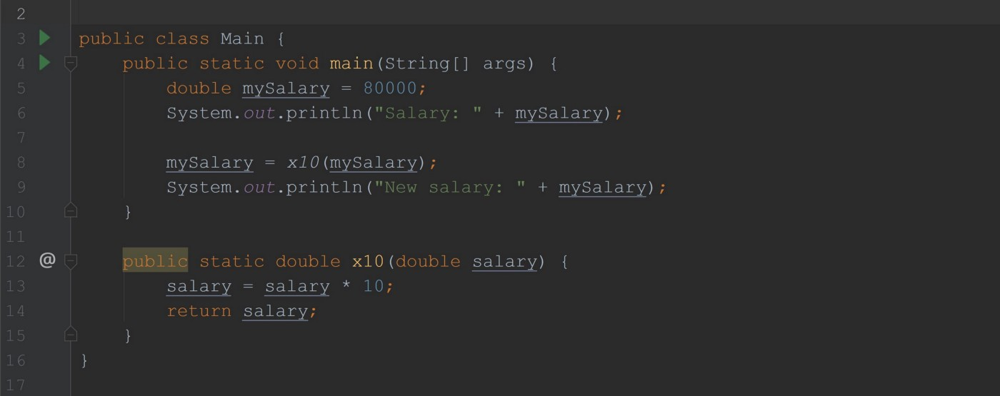 2
3 public class Main {
4 public static void main(String[] args) {
5 double mySalary = 80000;
6 System.out.println("Salary: " + mySalary);
7
8 mySalary = x10(mySalary);
9 System.out.println("New salary: " + mySalary);
10 }
11
12 @ public static double x10(double salary) {
13 salary = salary * 10;
14 return salary;
15 }
16 }
17